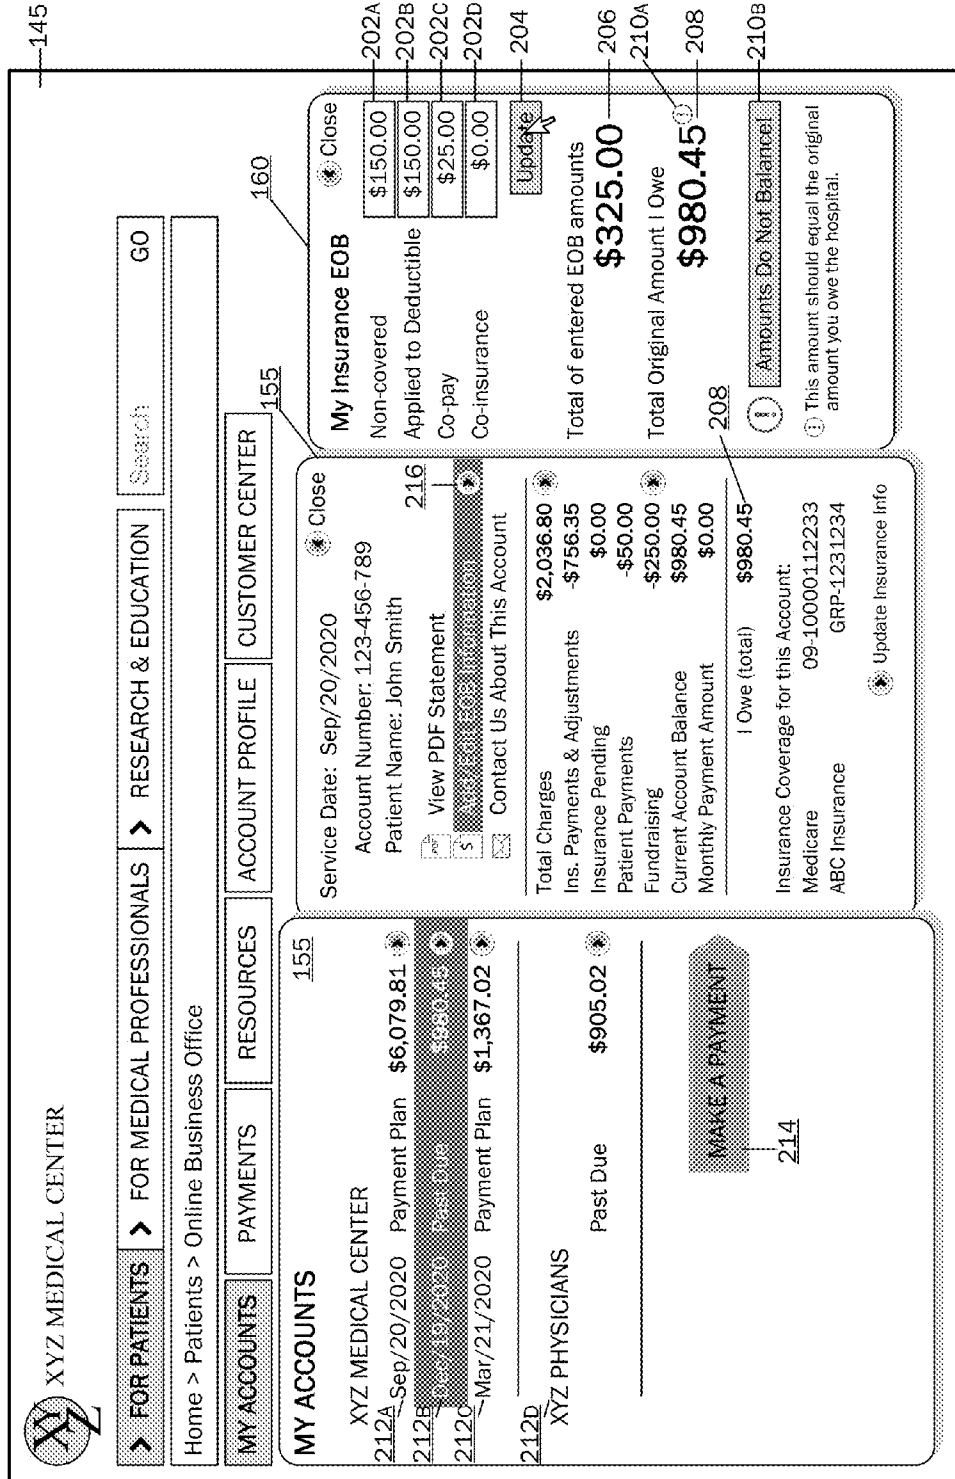 145
XYZ XYZ MEDICAL CENTER
FOR PATIENTS FOR MEDICAL PROFESSIONALS RESEARCH & EDUCATION Search GO
Home > Patients > Online Business Office
MY ACCOUNTS PAYMENTS RESOURCES ACCOUNT PROFILE CUSTOMER CENTER
MY ACCOUNTS
155
XYZ MEDICAL CENTER
212A Sep/20/2020 Payment Plan $6,079.81
212B Past Due $980.45
212C Mar/21/2020 Payment Plan $1,367.02
212D
XYZ PHYSICIANS
Past Due $905.02
MAKE A PAYMENT
214
155
Service Date: Sep/20/2020 Close
Account Number: 123-456-789
Patient Name: John Smith
216
PDF View PDF Statement
$
Contact Us About This Account
Total Charges $2,036.80
Ins. Payments & Adjustments -$756.35
Insurance Pending $0.00
Patient Payments -$50.00
Fundraising -$250.00
Current Account Balance $980.45
Monthly Payment Amount $0.00
I Owe (total) $980.45
208
Insurance Coverage for this Account:
Medicare 09-10000112233
ABC Insurance GRP-1231234
Update Insurance Info
160
My Insurance EOB Close
Non-covered $150.00 202A
Applied to Deductible $150.00 202B
Co-pay $25.00 202C
Co-insurance $0.00 202D
Update 204
Total of entered EOB amounts
$325.00 206
Total Original Amount I Owe 210A
$980.45 ! 208
! Amounts Do Not Balance! 210B
! This amount should equal the original
amount you owe the hospital.